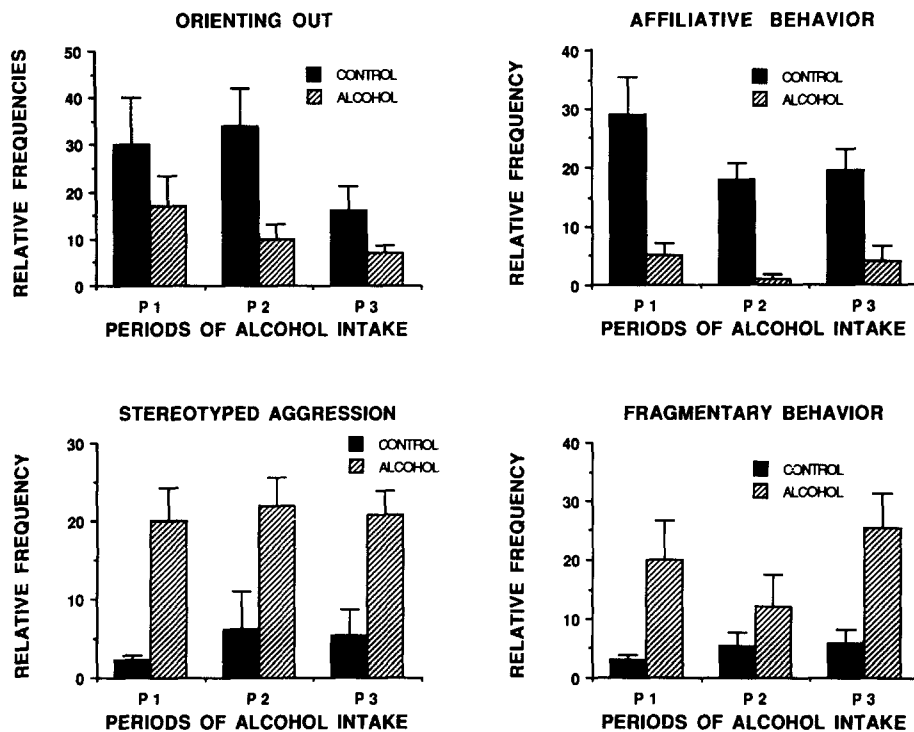 ORIENTING OUT
RELATIVE FREQUENCIES
50
40
30
20
10
0
CONTROL
ALCOHOL
P 1
P 2
P 3
PERIODS OF ALCOHOL INTAKE
AFFILIATIVE BEHAVIOR
RELATIVE FREQUENCY
40
30
20
10
0
CONTROL
ALCOHOL
P 1
P 2
P 3
PERIODS OF ALCOHOL INTAKE
STEREOTYPED AGGRESSION
RELATIVE FREQUENCY
30
20
10
0
CONTROL
ALCOHOL
P 1
P 2
P 3
PERIODS OF ALCOHOL INTAKE
FRAGMENTARY BEHAVIOR
RELATIVE FREQUENCY
40
30
20
10
0
CONTROL
ALCOHOL
P 1
P 2
P 3
PERIODS OF ALCOHOL INTAKE